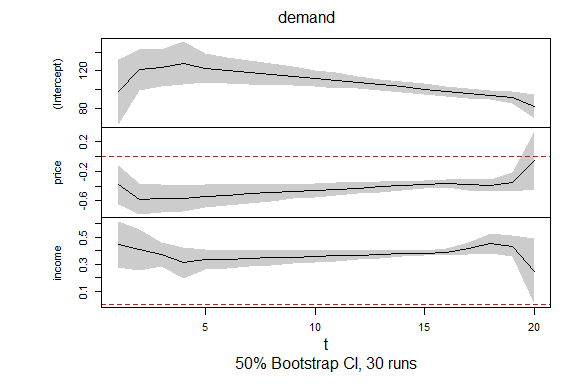 demand
(Intercept)
120
80
price
0.2
-0.2
-0.6
income
0.5
0.3
0.1
5
10
15
20
t
50% Bootstrap CI, 30 runs